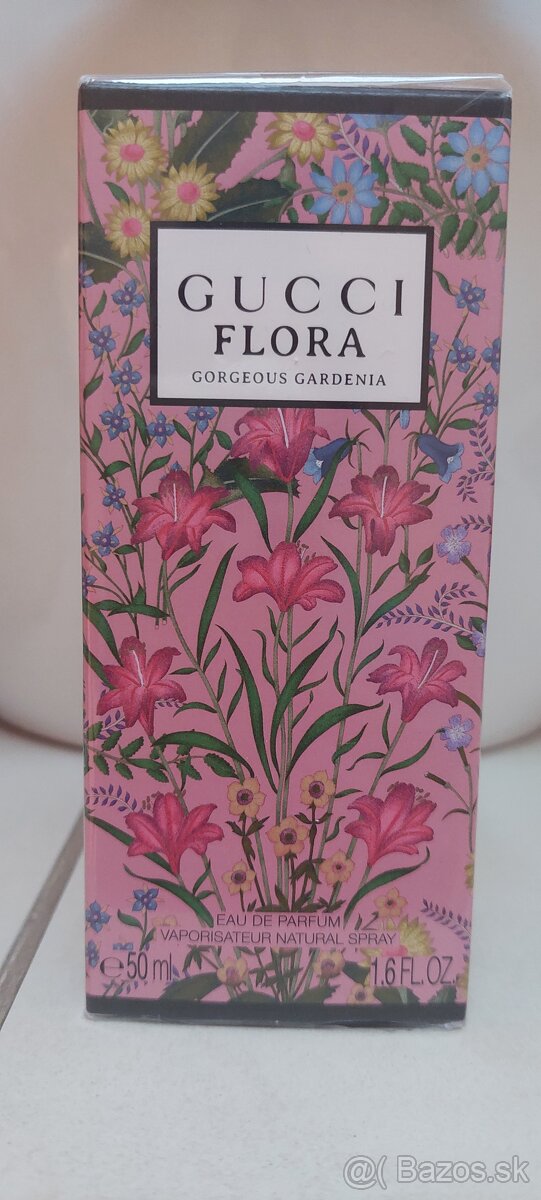 GUCCI
FLORA
GORGEOUS GARDENIA
EAU DE PARFUM
VAPORISATEUR NATURAL SPRAY
℮50 ml 1.6 FL.OZ.
@( Bazos.sk